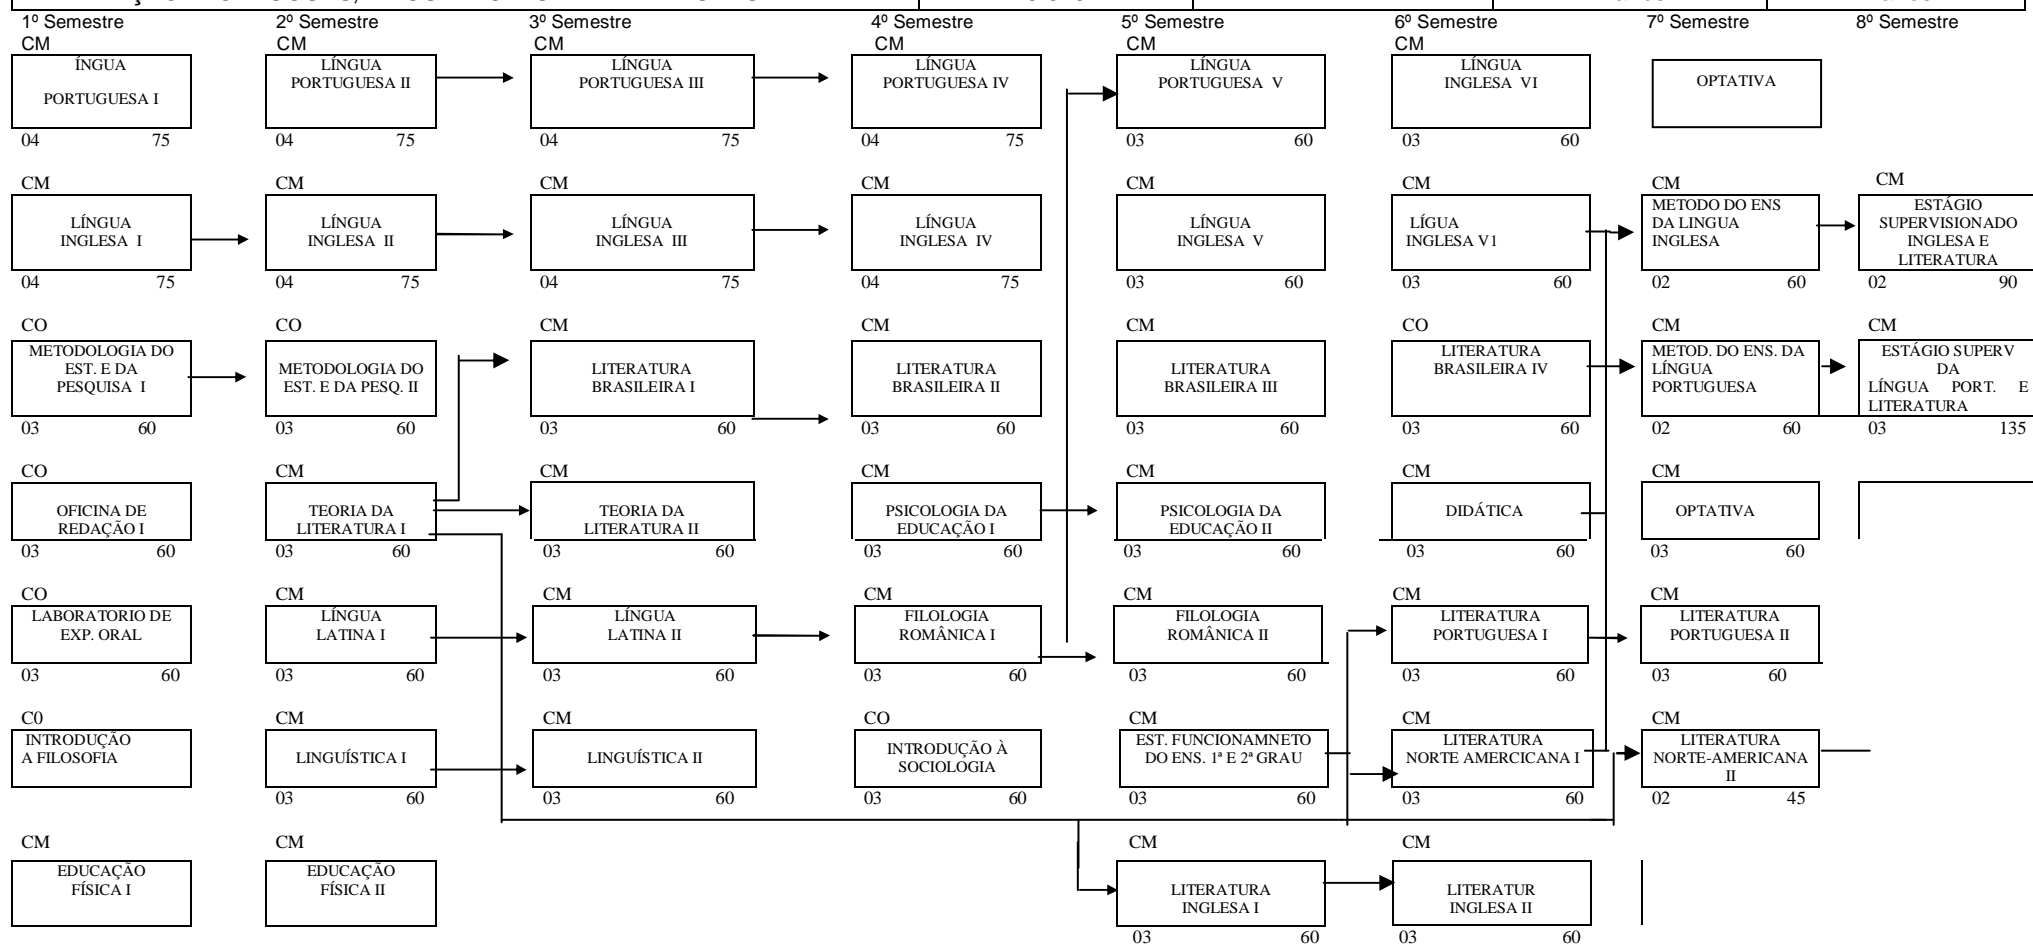 1º Semestre
2º Semestre
3º Semestre
4º Semestre
5º Semestre
6º Semestre
7º Semestre
8º Semestre
CM
CM
CM
CM
CM
CM
ÍNGUA
PORTUGUESA I
LÍNGUA
PORTUGUESA II
LÍNGUA
PORTUGUESA III
LÍNGUA
PORTUGUESA IV
LÍNGUA
PORTUGUESA V
LÍNGUA
INGLESA VI
OPTATIVA
04 75
04 75
04 75
04 75
03 60
03 60
CM
CM
CM
CM
CM
CM
CM
CM
LÍNGUA
INGLESA I
LÍNGUA
INGLESA II
LÍNGUA
INGLESA III
LÍNGUA
INGLESA IV
LÍNGUA
INGLESA V
LÍGUA
INGLESA V1
METODO DO ENS
DA LINGUA
INGLESA
ESTÁGIO
SUPERVISIONADO
INGLESA E
LITERATURA
04 75
04 75
04 75
04 75
03 60
03 60
02 60
02 90
CO
CO
CM
CM
CM
CO
CM
CM
METODOLOGIA DO
EST. E DA
PESQUISA I
METODOLOGIA DO
EST. E DA PESQ. II
LITERATURA
BRASILEIRA I
LITERATURA
BRASILEIRA II
LITERATURA
BRASILEIRA III
LITERATURA
BRASILEIRA IV
METOD. DO ENS. DA
LÍNGUA
PORTUGUESA
ESTÁGIO SUPERV
DA
LÍNGUA PORT. E
LITERATURA
03 60
03 60
03 60
03 60
03 60
03 60
02 60
03 135
CO
CM
CM
CM
CM
CM
CM
OFICINA DE
REDAÇÃO I
TEORIA DA
LITERATURA I
TEORIA DA
LITERATURA II
PSICOLOGIA DA
EDUCAÇÃO I
PSICOLOGIA DA
EDUCAÇÃO II
DIDÁTICA
OPTATIVA
03 60
03 60
03 60
03 60
03 60
03 60
03 60
CO
CM
CM
CM
CM
CM
CM
LABORATORIO DE
EXP. ORAL
LÍNGUA
LATINA I
LÍNGUA
LATINA II
FILOLOGIA
ROMÂNICA I
FILOLOGIA
ROMÂNICA II
LITERATURA
PORTUGUESA I
LITERATURA
PORTUGUESA II
03 60
03 60
03 60
03 60
03 60
03 60
03 60
C0
CM
CM
CO
CM
CM
CM
INTRODUÇÃO
A FILOSOFIA
LINGUÍSTICA I
LINGUÍSTICA II
INTRODUÇÃO À
SOCIOLOGIA
EST. FUNCIONAMNETO
DO ENS. 1ª E 2ª GRAU
LITERATURA
NORTE AMERCICANA I
LITERATURA
NORTE-AMERICANA
II
03 60
03 60
03 60
03 60
03 60
02 45
CM
CM
CM
CM
EDUCAÇÃO
FÍSICA I
EDUCAÇÃO
FÍSICA II
LITERATURA
INGLESA I
LITERATUR
INGLESA II
03 60
03 60